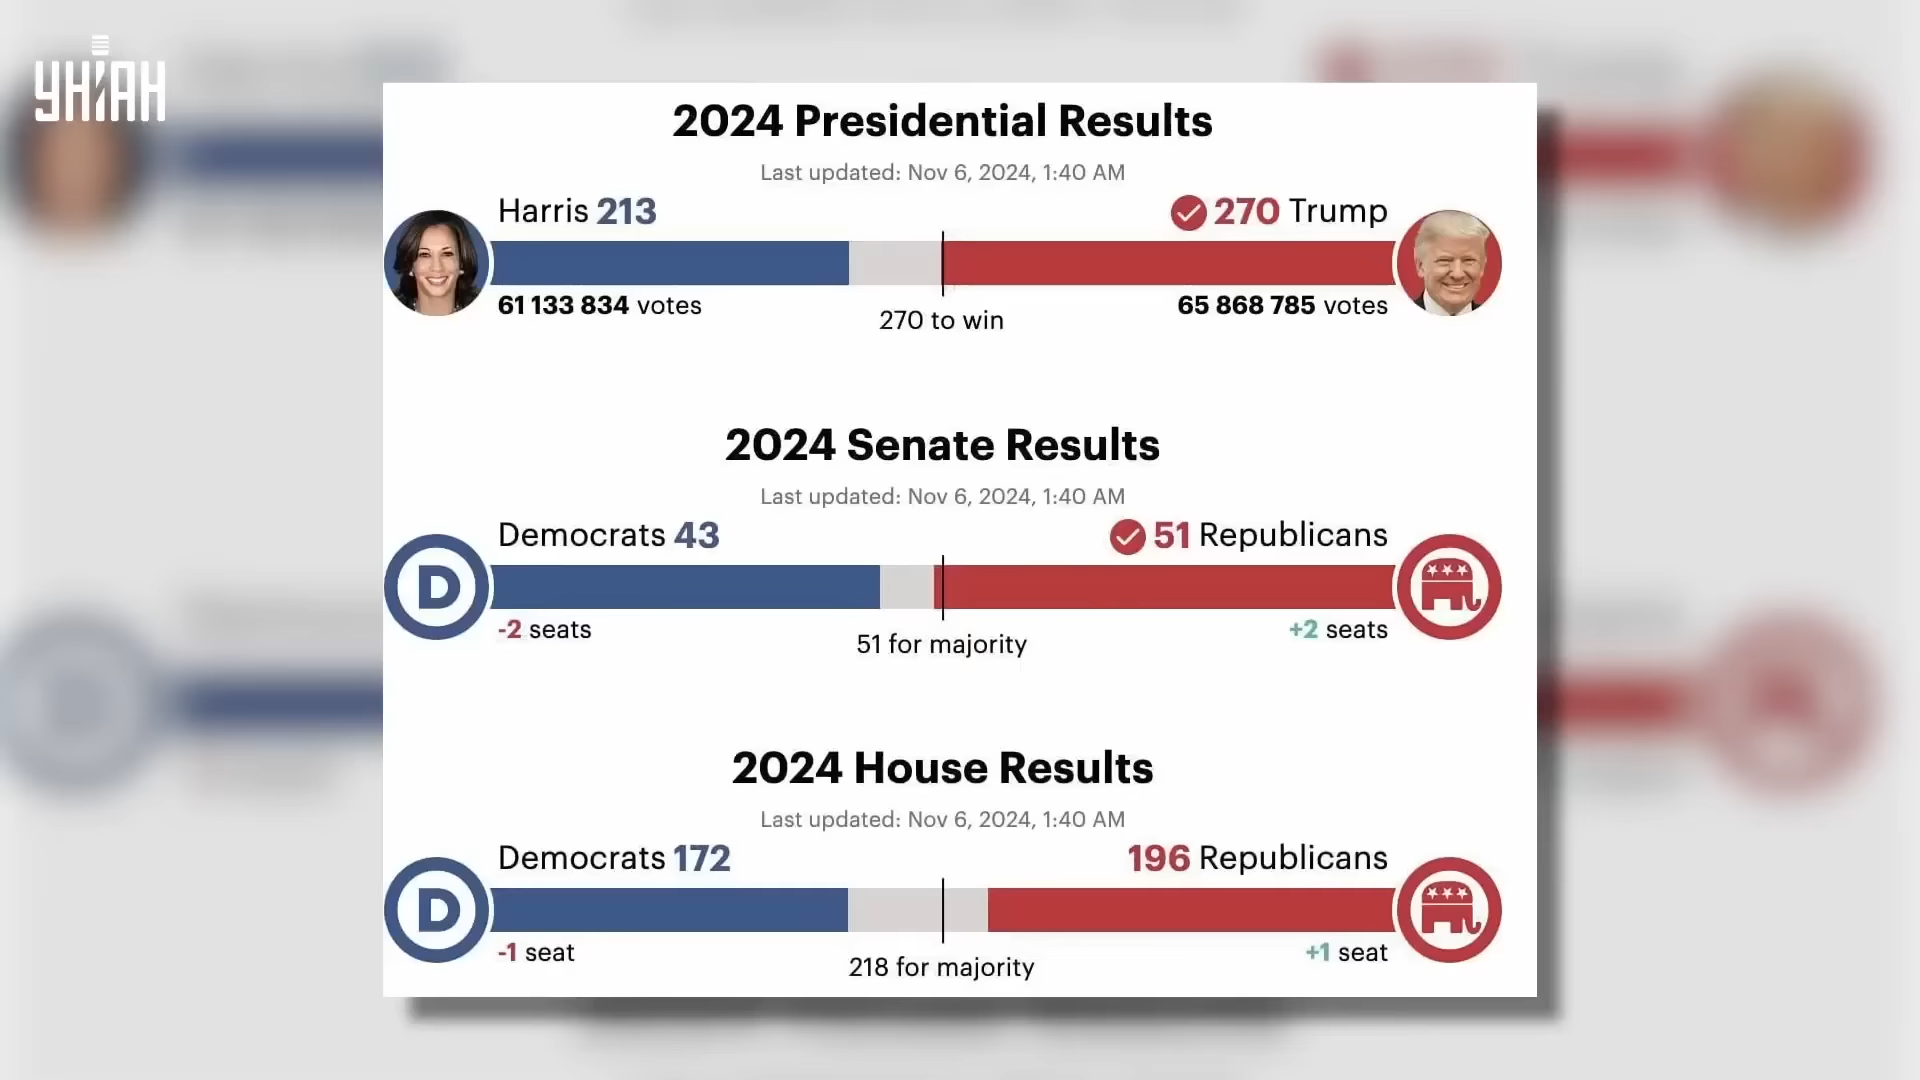 УНІАН
2024 Presidential Results
Last updated: Nov 6, 2024, 1:40 AM
Harris 213
270 Trump
61 133 834 votes
65 868 785 votes
270 to win
2024 Senate Results
Last updated: Nov 6, 2024, 1:40 AM
Democrats 43
51 Republicans
D
-2 seats
+2 seats
51 for majority
2024 House Results
Last updated: Nov 6, 2024, 1:40 AM
Democrats 172
196 Republicans
D
-1 seat
+1 seat
218 for majority